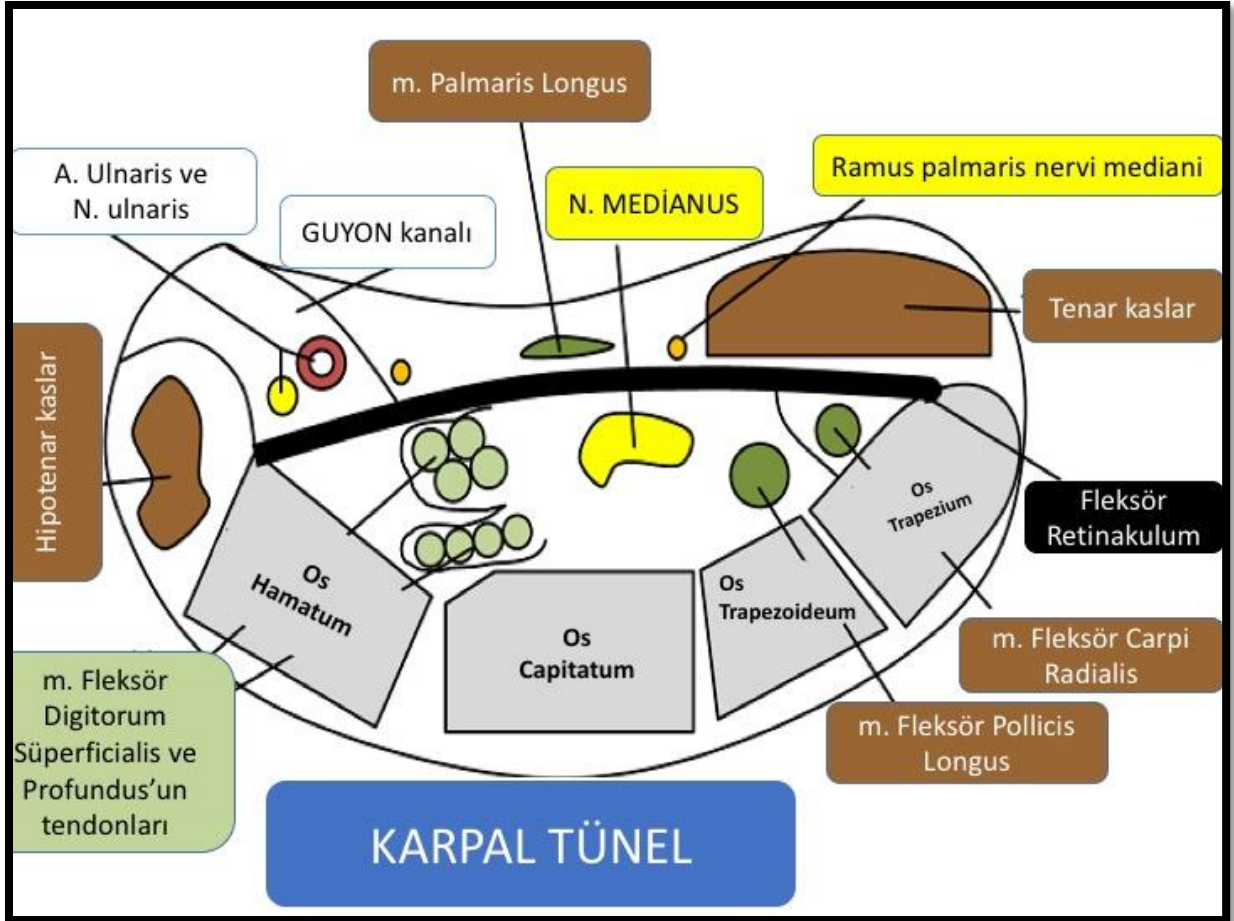 m. Palmaris Longus
A. Ulnaris ve
N. ulnaris
GUYON kanalı
N. MEDİANUS
Ramus palmaris nervi mediani
Tenar kaslar
Hipotenar kaslar
Fleksör
Retinakulum
Os
Trapezium
Os
Hamatum
Os
Trapezoideum
Os
Capitatum
m. Fleksör Carpi
Radialis
m. Fleksör
Digitorum
Süperficialis ve
Profundus’un
tendonları
m. Fleksör Pollicis
Longus
KARPAL TÜNEL